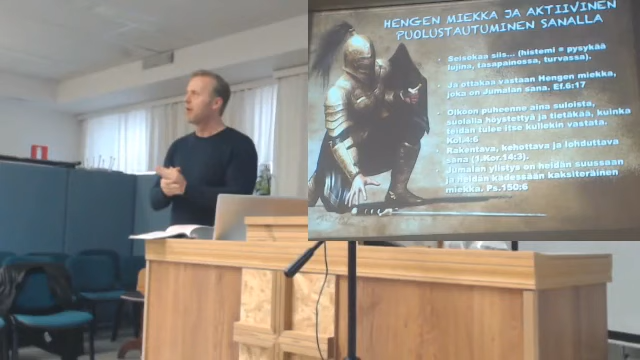 HENGEN MIEKKA JA AKTIIVINEN
PUOLUSTAUTUMINEN SANALLA
Seisokaa siis... (histemi = pysykää
lujina, tasapainossa, turvassa).
Ja ottakaa vastaan Hengen miekka,
joka on Jumalan sana. Ef.6:17
Olkoon puheenne aina suloista,
suolalla höystettyä ja tietäkää, kuinka
teidän tulee itse kullekin vastata.
Kol.4:6
Rakentava, kehottava ja lohduttava
sana (1.Kor.14:3).
Jumalan ylistys on heidän suussaan
ja heidän kädessään kaksiteräinen
miekka. Ps.150:6